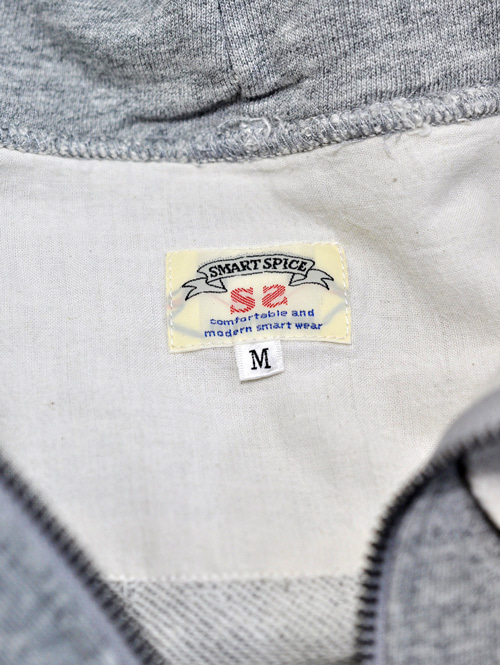 SMART SPICE
SS
comfortable and
modern smart wear
M